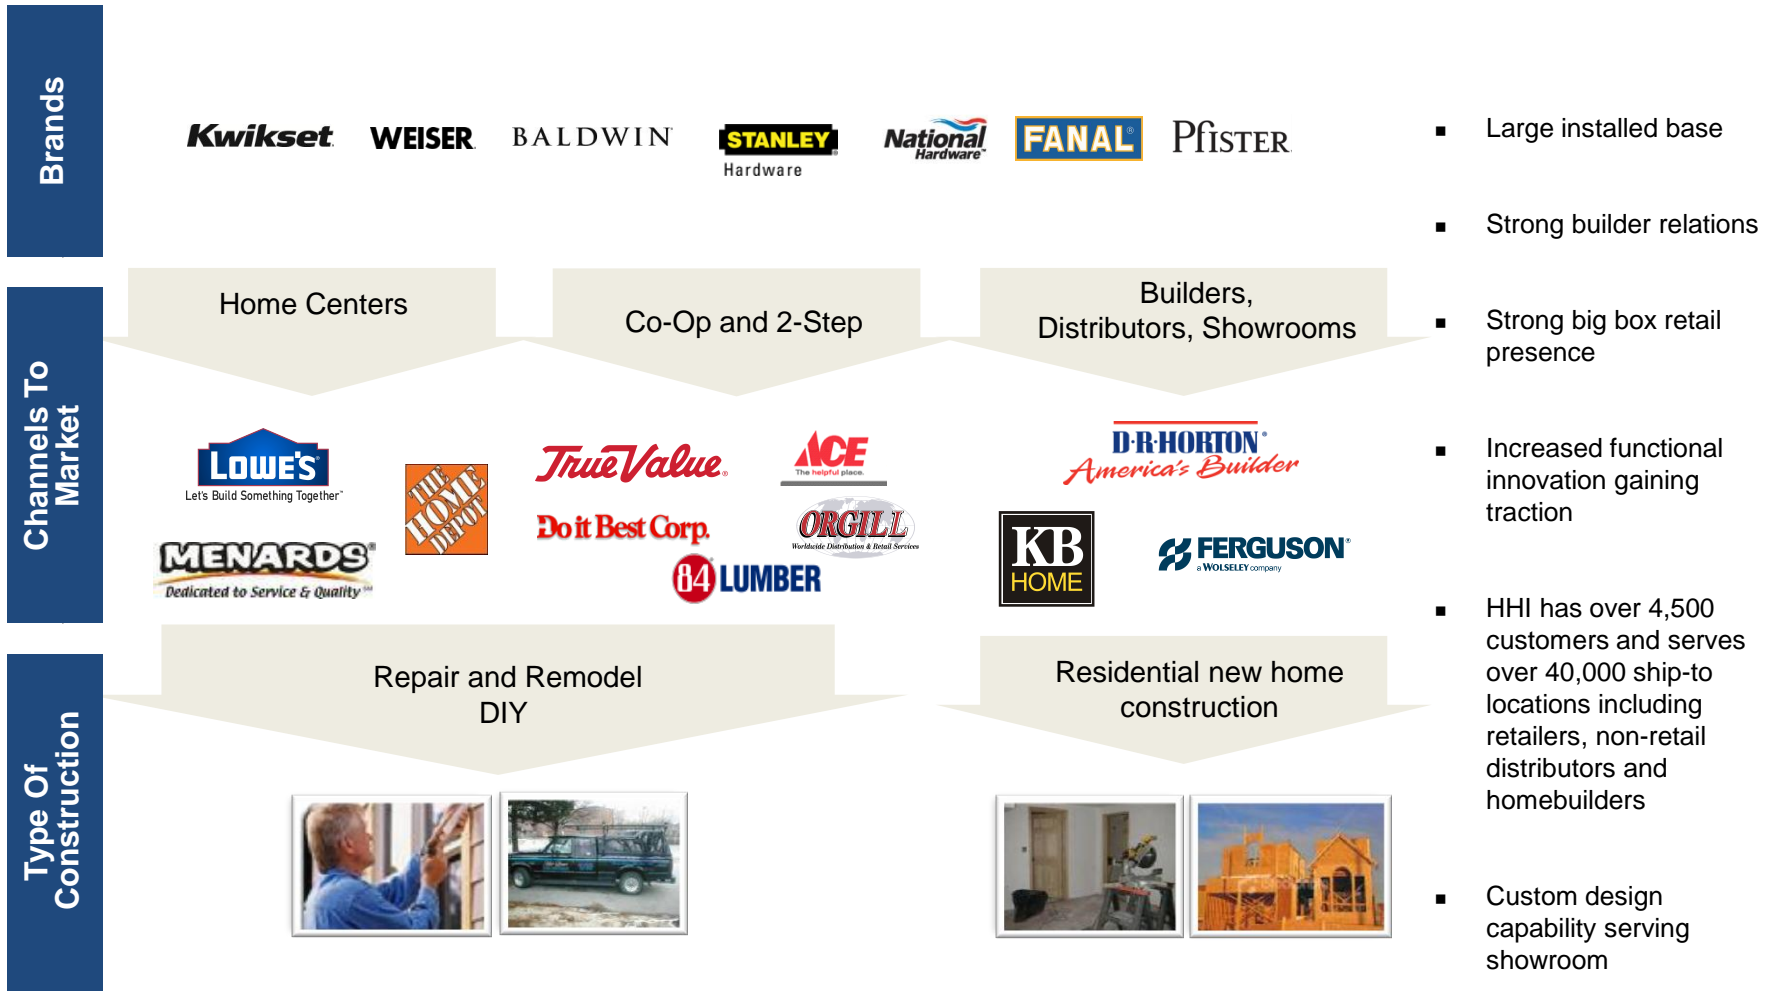 Brands
Kwikset
WEISER
BALDWIN
STANLEY
Hardware
National
Hardware™
FANAL®
Pfister
Home Centers
Co-Op and 2-Step
Builders,
Distributors, Showrooms
Channels To
Market
LOWE'S
Let's Build Something Together™
THE
HOME
DEPOT
MENARDS®
Dedicated to Service & Quality℠
True Value.
ACE
The helpful place.
Do it Best Corp.
ORGILL
Worldwide Distribution & Retail Services
84 LUMBER
D·R·HORTON®
America's Builder
KB
HOME
FERGUSON®
a WOLSELEY company
Repair and Remodel
DIY
Residential new home
construction
Type Of
Construction
▪ Large installed base
▪ Strong builder relations
▪ Strong big box retail
presence
▪ Increased functional
innovation gaining
traction
▪ HHI has over 4,500
customers and serves
over 40,000 ship-to
locations including
retailers, non-retail
distributors and
homebuilders
▪ Custom design
capability serving
showroom